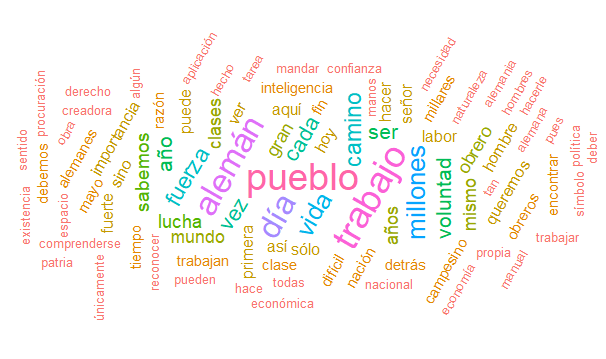 existencia
sentido
procuración
debemos
obra
espacio
comprenderse
patria
derecho
creadora
alemanes
mayo
importancia
fuerte
únicamente
sino
algún
sabemos
tiempo
razón
año
reconocer
aplicación
puede
fuerza
lucha
mundo
trabajan
pueden
hecho
clases
alemán
ver
vez
tarea
hace
primera
gran
día
pueblo
inteligencia
aquí
cada
mandar
confianza
fin
hoy
vida
así
sólo
clase
todas
económica
difícil
camino
trabajo
nación
manos
hacer
señor
ser
años
detrás
nacional
millares
necesidad
labor
millones
voluntad
campesino
economía
naturaleza
obrero
mismo
alemania
hombres
hacerte
hombre
tan
queremos
alemana
obreros
propia
manual
pues
encontrar
trabajar
política
símbolo
deber